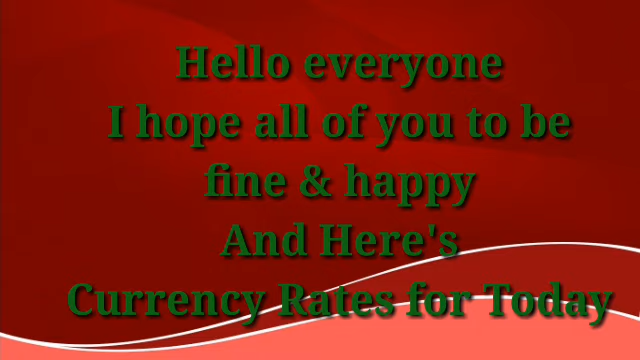 Hello everyone
I hope all of you to be
fine & happy
And Here's
Currency Rates for Today